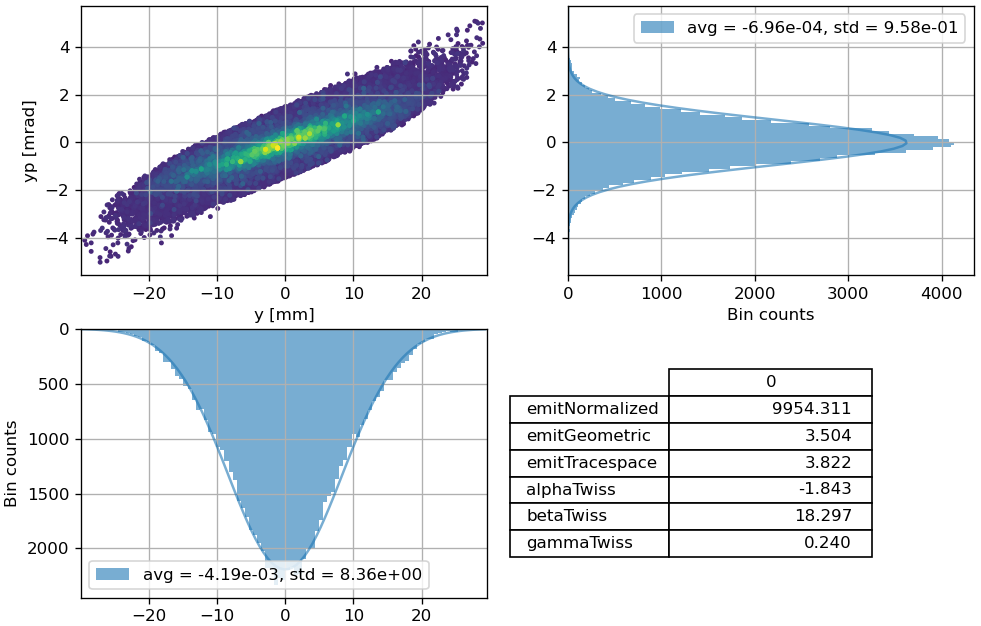 4
2
0
−2
−4
yp [mrad]
−20 −10 0 10 20
y [mm]
avg = -6.96e-04, std = 9.58e-01
4
2
0
−2
−4
0 1000 2000 3000 4000
Bin counts
0
500
1000
1500
2000
Bin counts
avg = -4.19e-03, std = 8.36e+00
−20 −10 0 10 20
0
emitNormalized 9954.311
emitGeometric 3.504
emitTracespace 3.822
alphaTwiss -1.843
betaTwiss 18.297
gammaTwiss 0.240